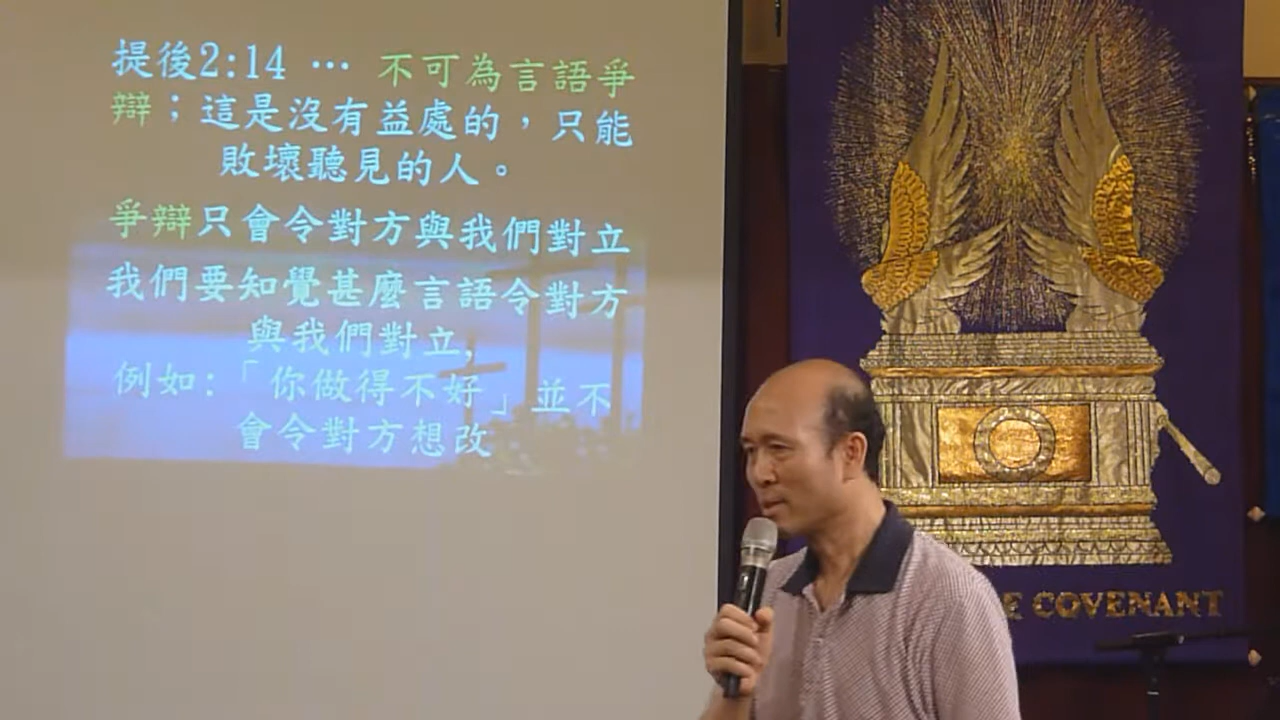 提後2:14 … 不可為言語爭
辯；這是沒有益處的，只能
敗壞聽見的人。
爭辯只會令對方與我們對立
我們要知覺甚麼言語令對方
與我們對立,
例如:「你做得不好」並不
會令對方想改
E COVENANT